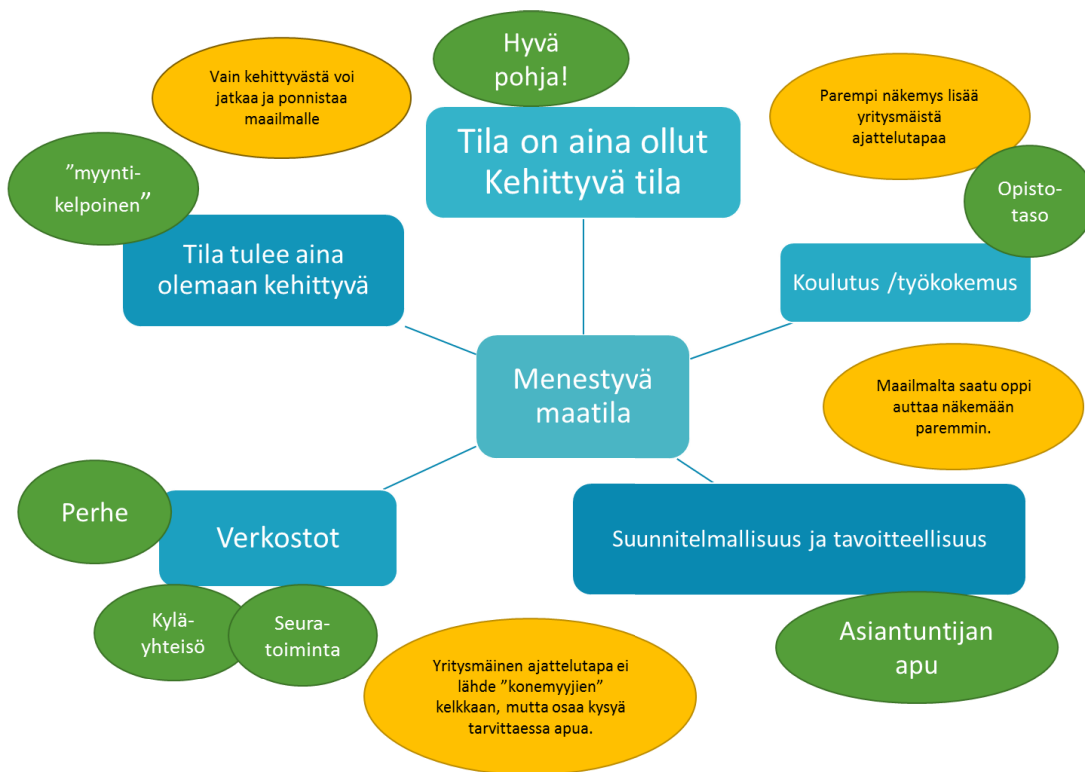 Hyvä
pohja!
Vain kehittyvästä voi
jatkaa ja ponnistaa
maailmalle
Parempi näkemys lisää
yritysmäistä
ajattelutapaa
Tila on aina ollut
Kehittyvä tila
”myynti-
kelpoinen”
Opisto-
taso
Tila tulee aina
olemaan kehittyvä
Koulutus /työkokemus
Menestyvä
maatila
Maailmalta saatu oppi
auttaa näkemään
paremmin.
Perhe
Verkostot
Suunnitelmallisuus ja tavoitteellisuus
Kylä-
yhteisö
Seura-
toiminta
Asiantuntijan
apu
Yritysmäinen ajattelutapa ei
lähde ”konemyyjien”
kelkkaan, mutta osaa kysyä
tarvittaessa apua.